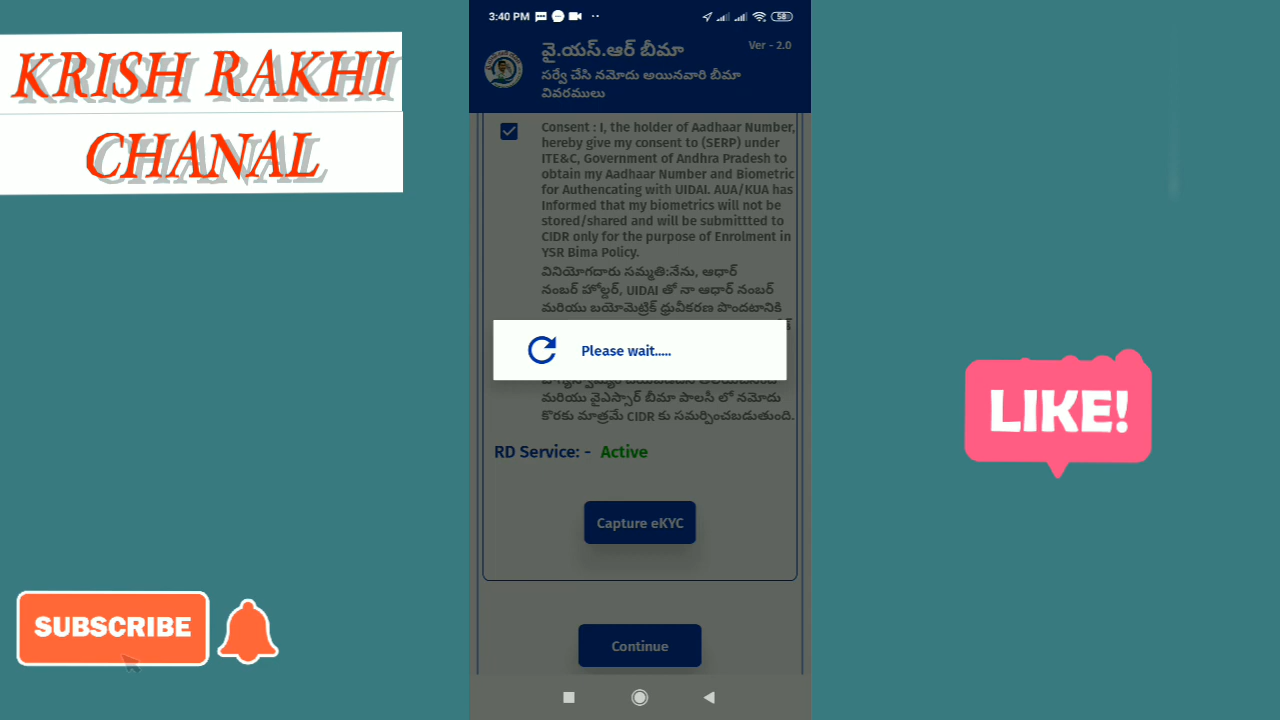 KRISH RAKHI
CHANAL
3:40 PM
58
వై.యస్.ఆర్ బీమా
Ver - 2.0
సర్వే చేసి నమోదు అయినవారి బీమా
వివరములు
Consent : I, the holder of Aadhaar Number,
hereby give my consent to (SERP) under
ITE&C, Government of Andhra Pradesh to
obtain my Aadhaar Number and Biometric
for Authencating with UIDAI. AUA/KUA has
Informed that my biometrics will not be
stored/shared and will be submittted to
CIDR only for the purpose of Enrolment in
YSR Bima Policy.
వినియోగదారు సమ్మతి:నేను, ఆధార్
నంబర్ హోల్డర్, UIDAI తో నా ఆధార్ నంబర్
మరియు బయోమెట్రిక్ ధ్రువీకరణ పొందటానికి
Please wait.....
మరియు వైఎస్సార్ బీమా పాలసీ లో నమోదు
కొరకు మాత్రమే CIDR కు సమర్పించబడుతుంది.
RD Service: - Active
Capture eKYC
Continue
LIKE!
SUBSCRIBE